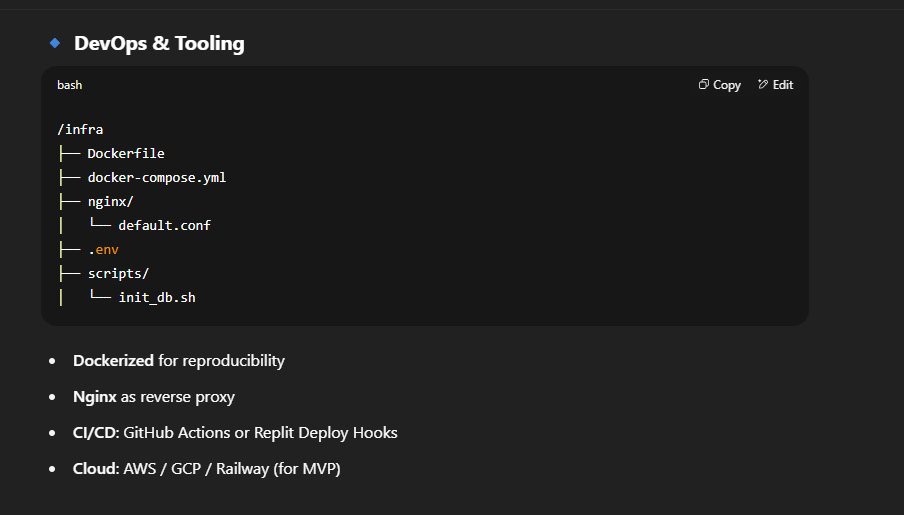 DevOps & Tooling
bash
Copy
Edit
/infra
├── Dockerfile
├── docker-compose.yml
├── nginx/
│   └── default.conf
├── .env
├── scripts/
│   └── init_db.sh
• Dockerized for reproducibility
• Nginx as reverse proxy
• CI/CD: GitHub Actions or Replit Deploy Hooks
• Cloud: AWS / GCP / Railway (for MVP)